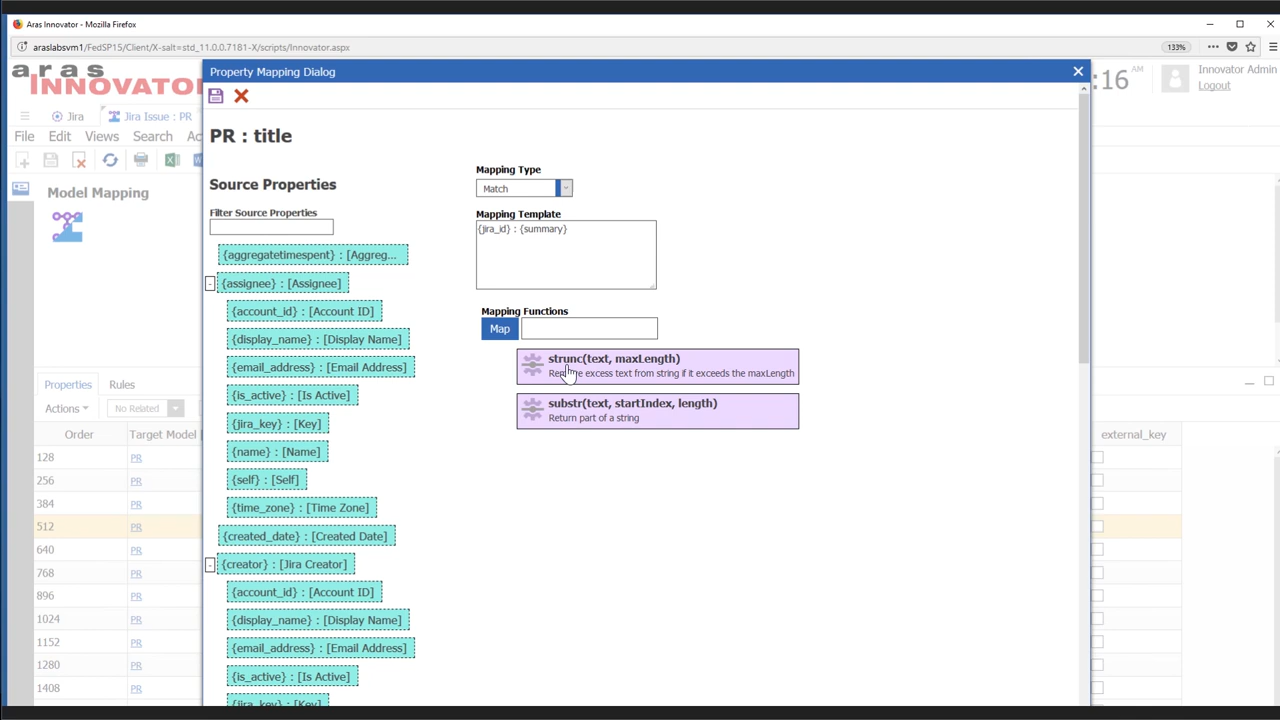 Aras Innovator - Mozilla Firefox
araslabsvm1/FedSP15/Client/X-salt=std_11.0.0.7181-X/scripts/Innovator.aspx
133%
aras
INNOVATOR
:16 AM
Innovator Admin
Logout
Jira
Jira Issue : PR
File Edit Views Search
Model Mapping
Property Mapping Dialog
PR : title
Source Properties
Filter Source Properties
{aggregatetimespent} : [Aggreg...
{assignee} : [Assignee]
{account_id} : [Account ID]
{display_name} : [Display Name]
{email_address} : [Email Address]
{is_active} : [Is Active]
{jira_key} : [Key]
{name} : [Name]
{self} : [Self]
{time_zone} : [Time Zone]
{created_date} : [Created Date]
{creator} : [Jira Creator]
{account_id} : [Account ID]
{display_name} : [Display Name]
{email_address} : [Email Address]
{is_active} : [Is Active]
{jira_key} : [Key]
Mapping Type
Match
Mapping Template
{jira_id} : {summary}
Mapping Functions
Map
strunc(text, maxLength)
excess text from string if it exceeds the maxLength
substr(text, startIndex, length)
Return part of a string
Properties Rules
Actions No Related
Order Target Model external_key
128 PR
256 PR
384 PR
512 PR
640 PR
768 PR
896 PR
1024 PR
1152 PR
1280 PR
1408 PR